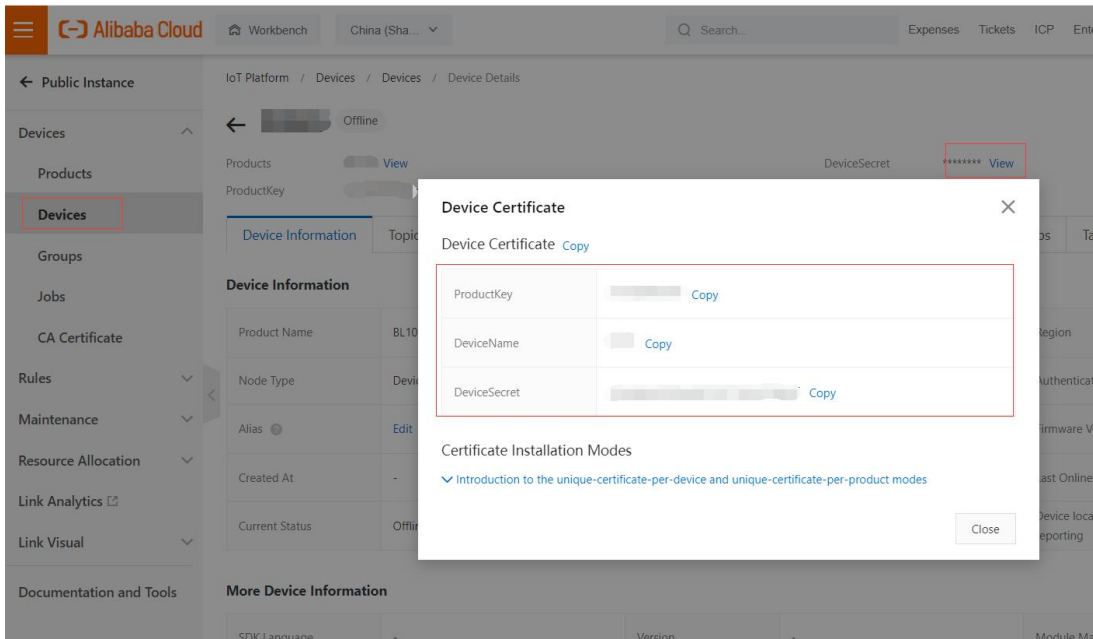 Alibaba Cloud Workbench China (Sha... Search... Expenses Tickets ICP
Public Instance
IoT Platform / Devices / Devices / Device Details
Offline
Devices
Products View DeviceSecret ******** View
Products
ProductKey
Device Certificate
Devices
Device Information
Device Certificate Copy
Groups
Device Information
ProductKey Copy
Jobs
Product Name BL10
DeviceName Copy
CA Certificate
Node Type
DeviceSecret Copy
Rules
Maintenance
Alias Edit
Certificate Installation Modes
Resource Allocation
Created At -
Introduction to the unique-certificate-per-device and unique-certificate-per-product modes
Link Analytics
Current Status
Close
Link Visual
Documentation and Tools
More Device Information
SDK Language - Version -